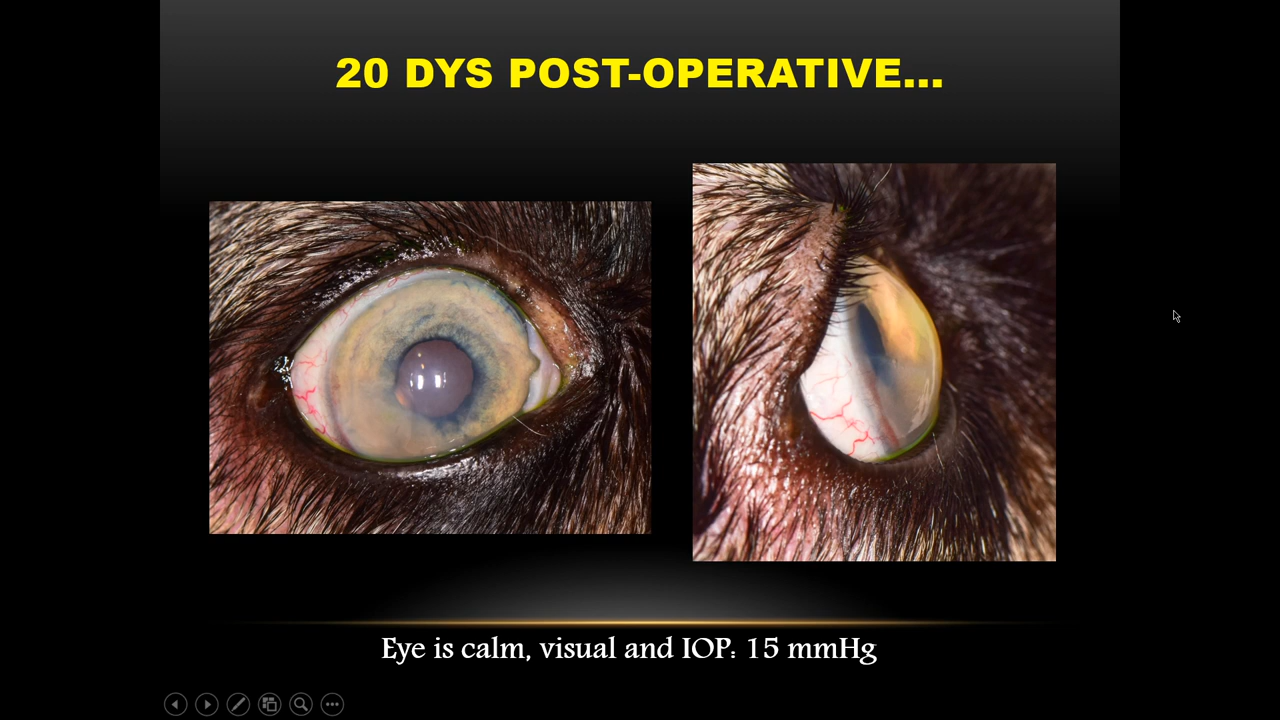 20 DYS POST-OPERATIVE...
Eye is calm, visual and IOP: 15 mmHg